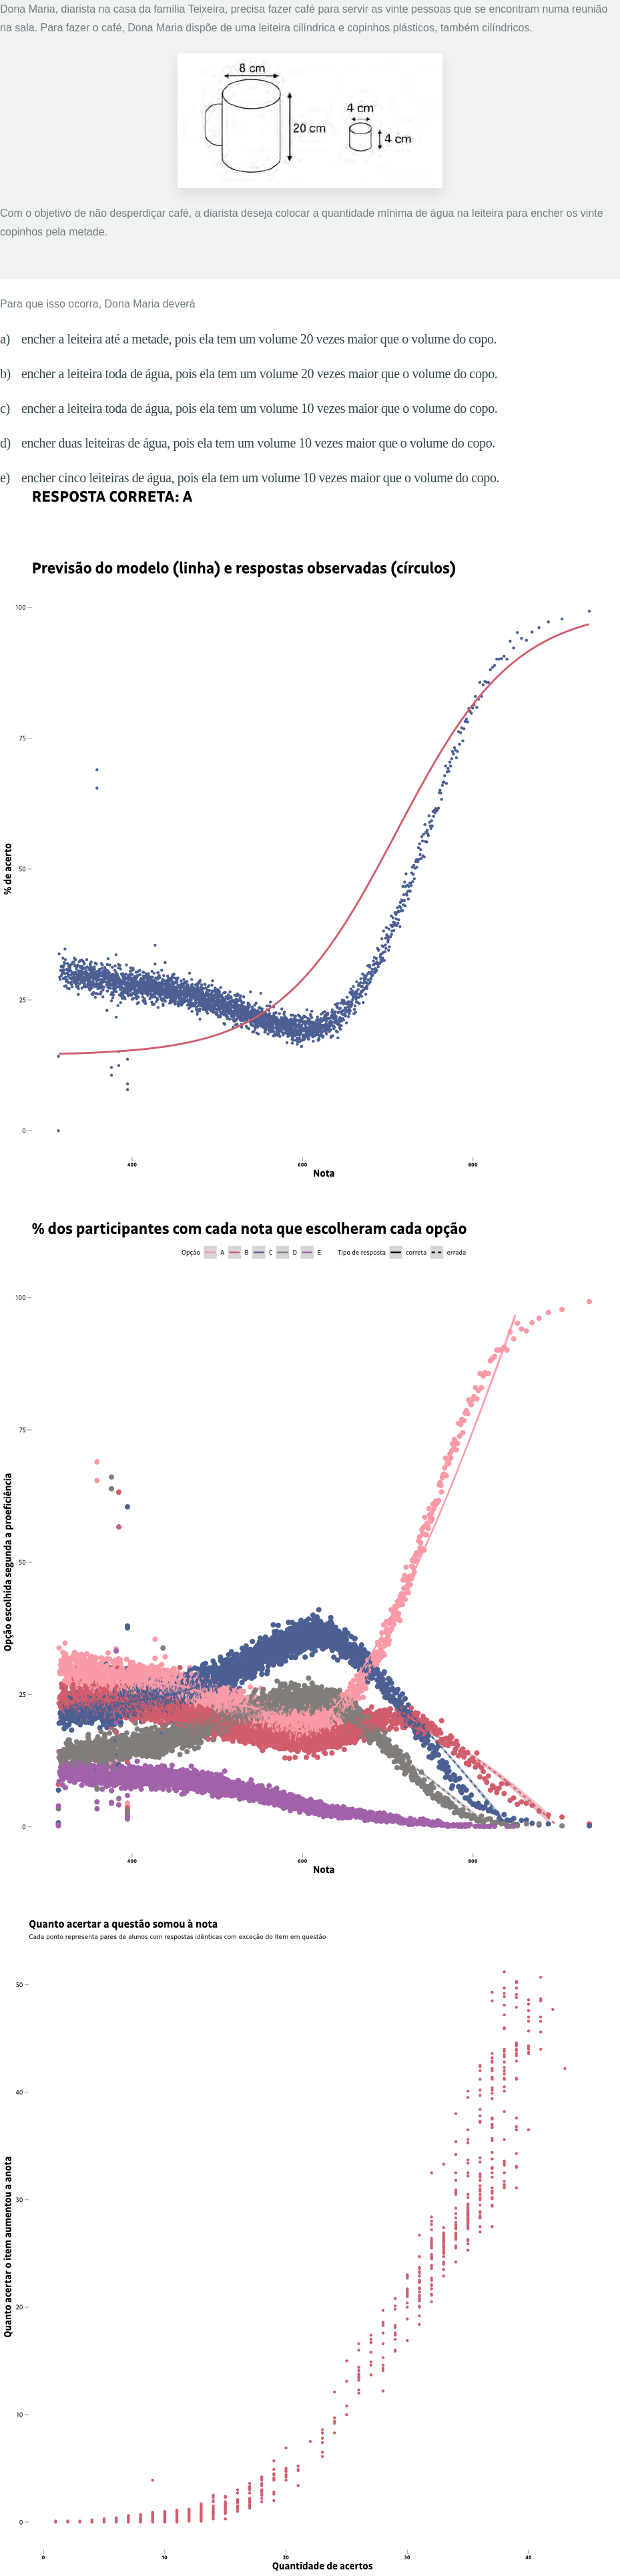 Dona Maria, diarista na casa da família Teixeira, precisa fazer café para servir as vinte pessoas que se encontram numa reunião
na sala. Para fazer o café, Dona Maria dispõe de uma leiteira cilíndrica e copinhos plásticos, também cilíndricos.
8 cm
20 cm
4 cm
4 cm
Com o objetivo de não desperdiçar café, a diarista deseja colocar a quantidade mínima de água na leiteira para encher os vinte
copinhos pela metade.
Para que isso ocorra, Dona Maria deverá
a) encher a leiteira até a metade, pois ela tem um volume 20 vezes maior que o volume do copo.
b) encher a leiteira toda de água, pois ela tem um volume 20 vezes maior que o volume do copo.
c) encher a leiteira toda de água, pois ela tem um volume 10 vezes maior que o volume do copo.
d) encher duas leiteiras de água, pois ela tem um volume 10 vezes maior que o volume do copo.
e) encher cinco leiteiras de água, pois ela tem um volume 10 vezes maior que o volume do copo.
RESPOSTA CORRETA: A
Previsão do modelo (linha) e respostas observadas (círculos)
100
75
50
25
0
% de acerto
400 600 800
Nota
% dos participantes com cada nota que escolheram cada opção
Opção A B C D E Tipo de resposta correta errada
100
75
50
25
0
Opção escolhida segunda a proeficiência
400 600 800
Nota
Quanto acertar a questão somou à nota
Cada ponto representa pares de alunos com respostas idênticas com exceção do item em questão
50
40
30
20
10
0
Quanto acertar o item aumentou a anota
0 10 20 30 40
Quantidade de acertos